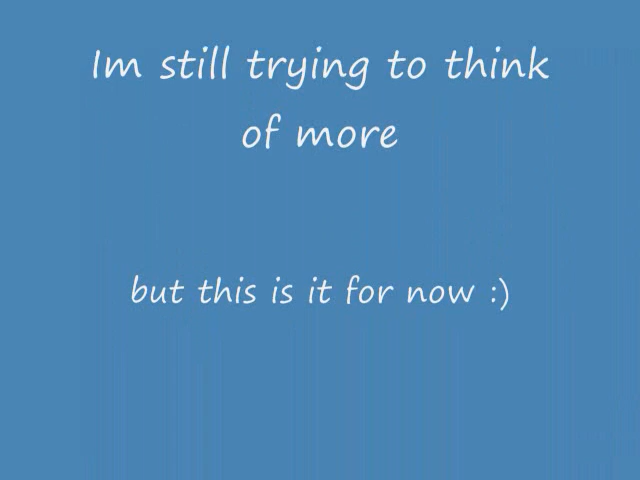 Im still trying to think
of more
but this is it for now :)